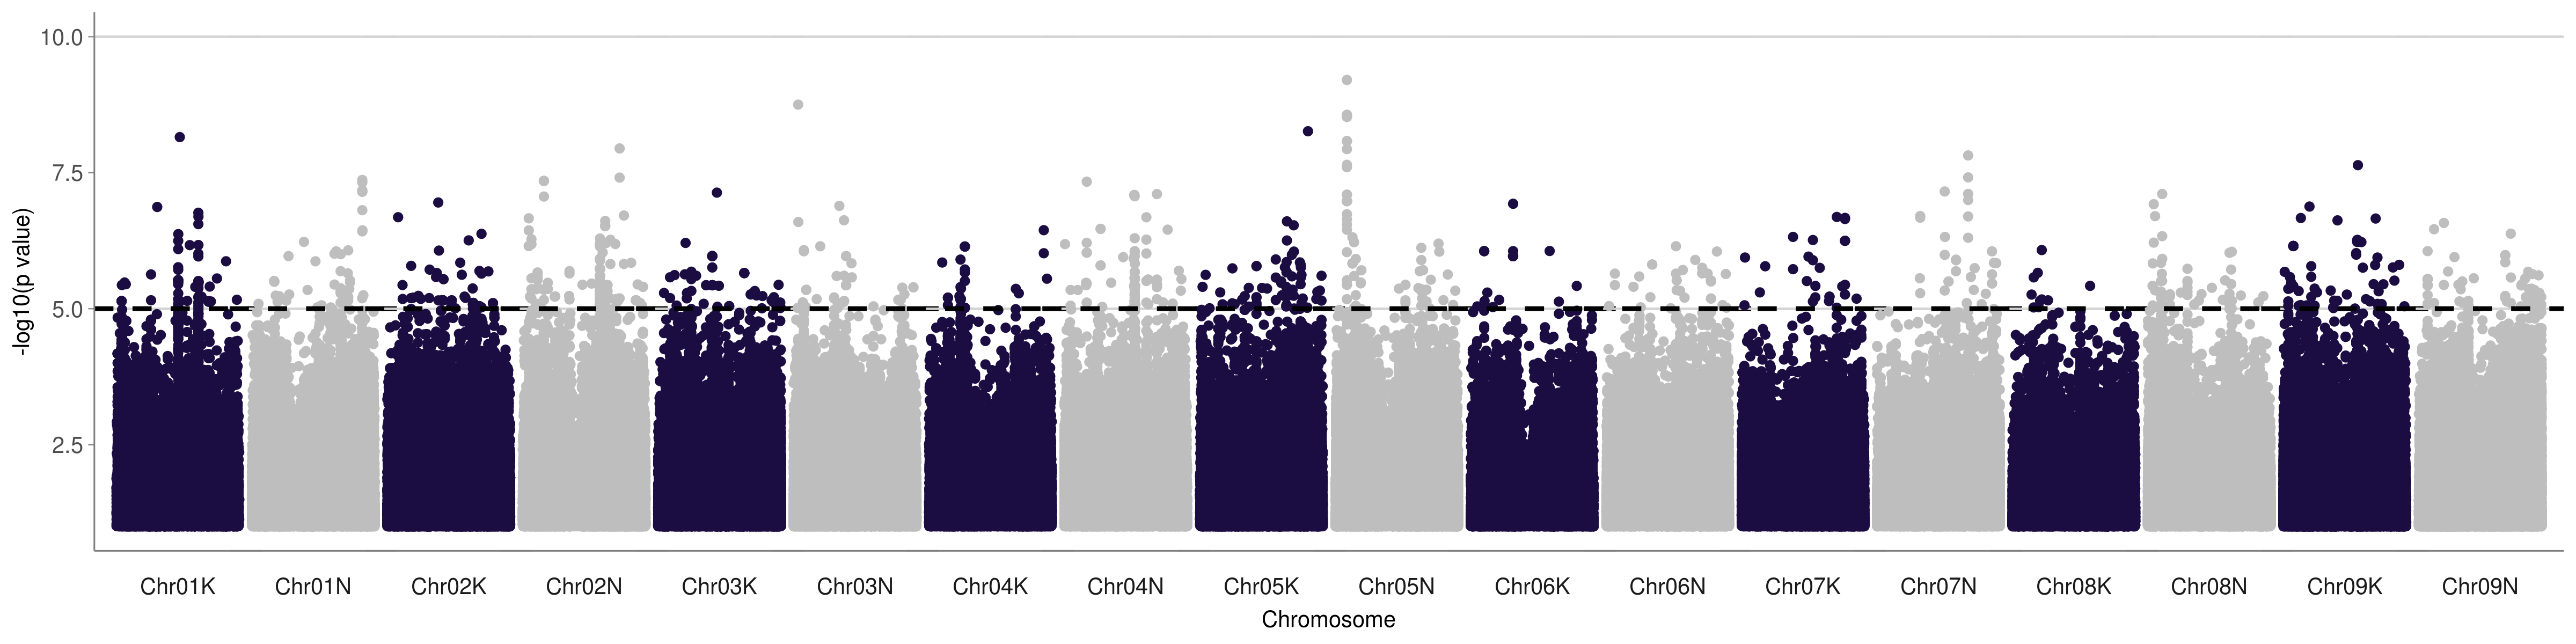 10.0
7.5
5.0
2.5
-log10(p value)
Chr01K Chr01N Chr02K Chr02N Chr03K Chr03N Chr04K Chr04N Chr05K Chr05N Chr06K Chr06N Chr07K Chr07N Chr08K Chr08N Chr09K Chr09N
Chromosome